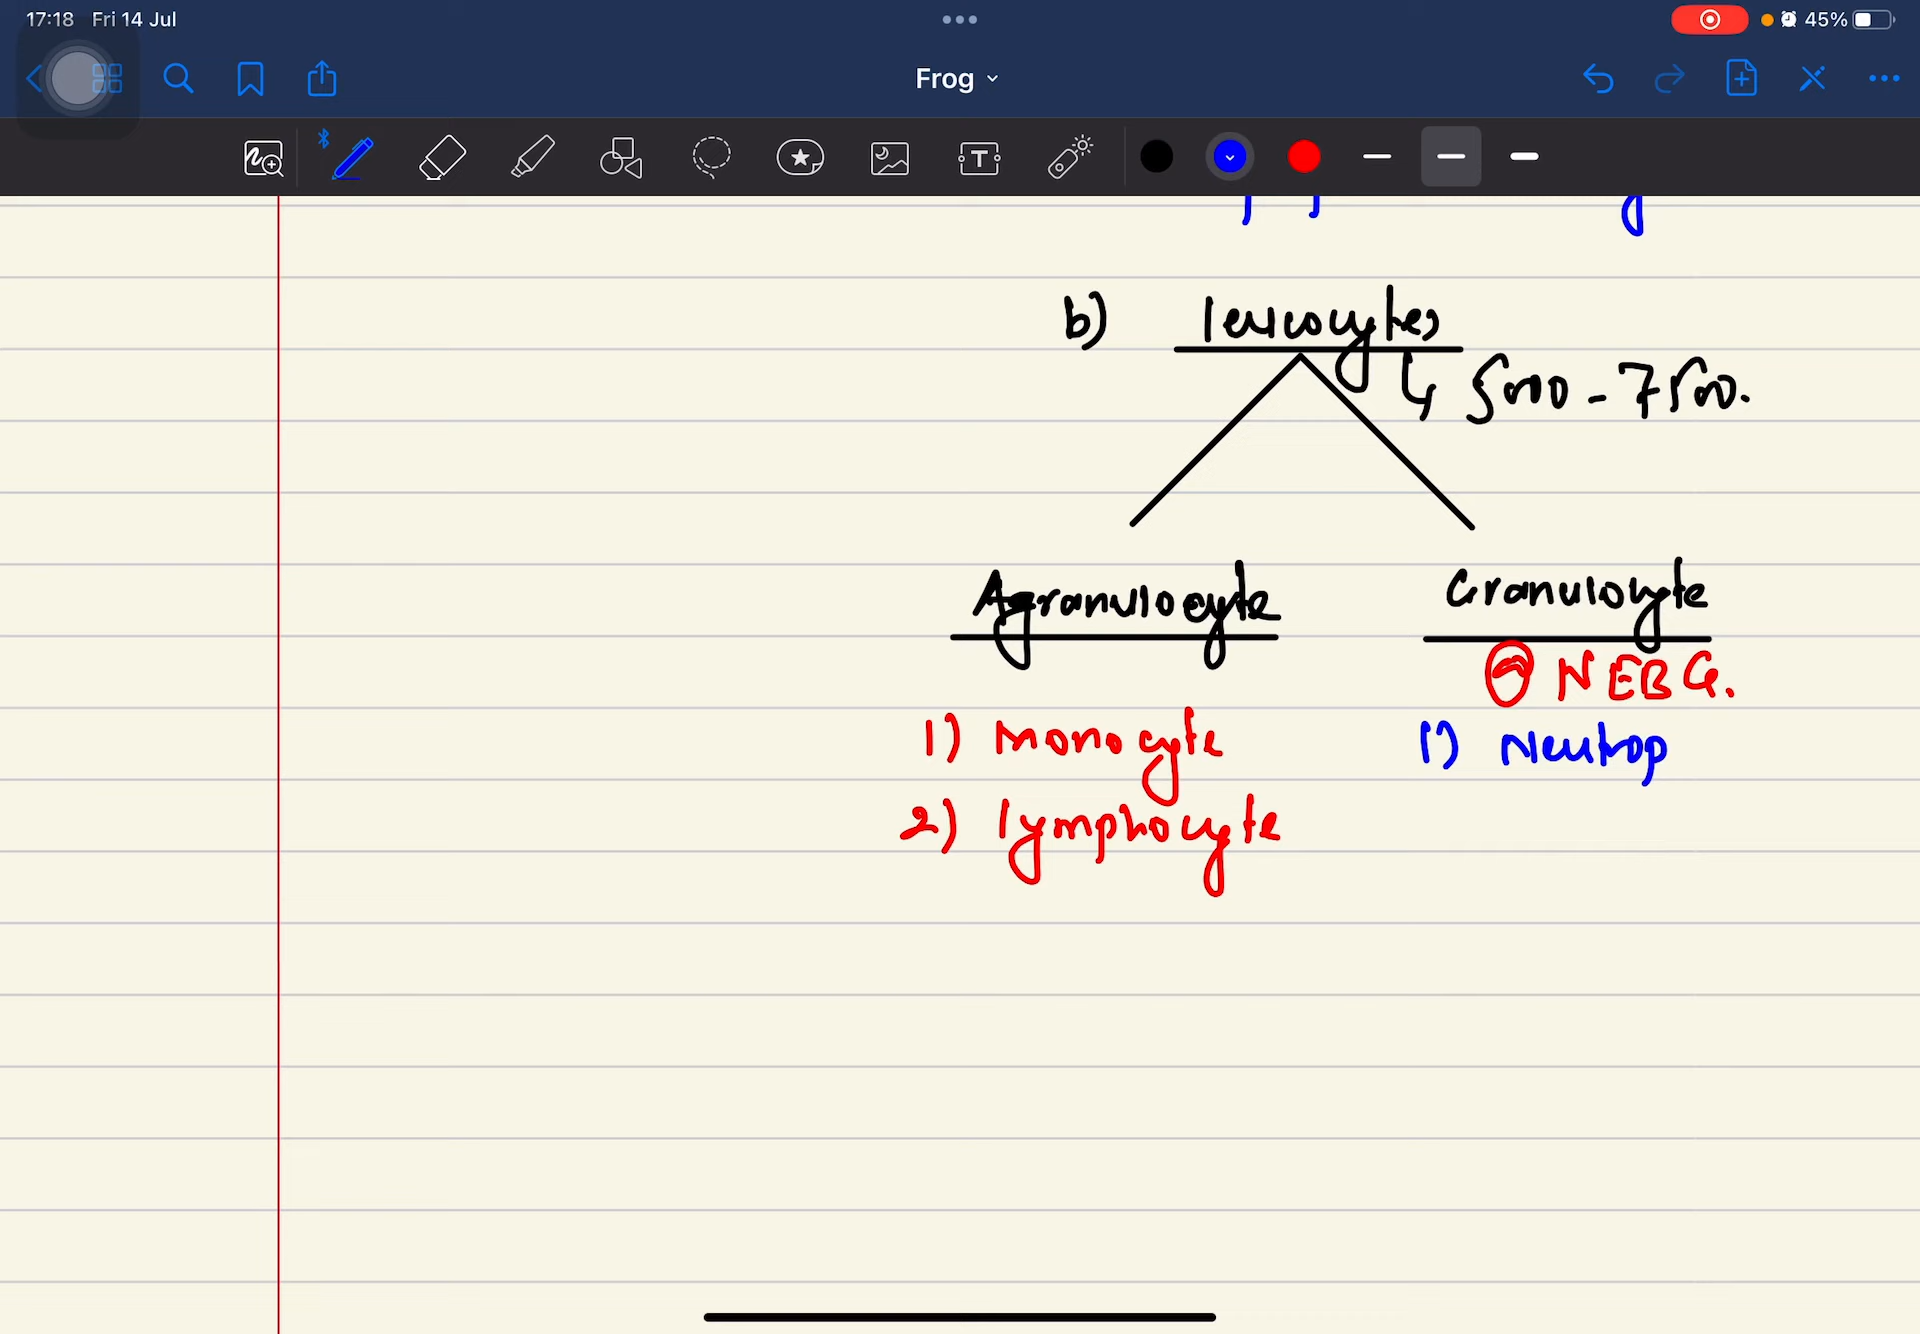 17:18 Fri 14 Jul
45%
Frog
b) leucocytes
↳ 5000 - 7500.
Agranulocyte
Granulocyte
NEBG.
1) Monocyte
1) Neutrop
2) lymphocyte